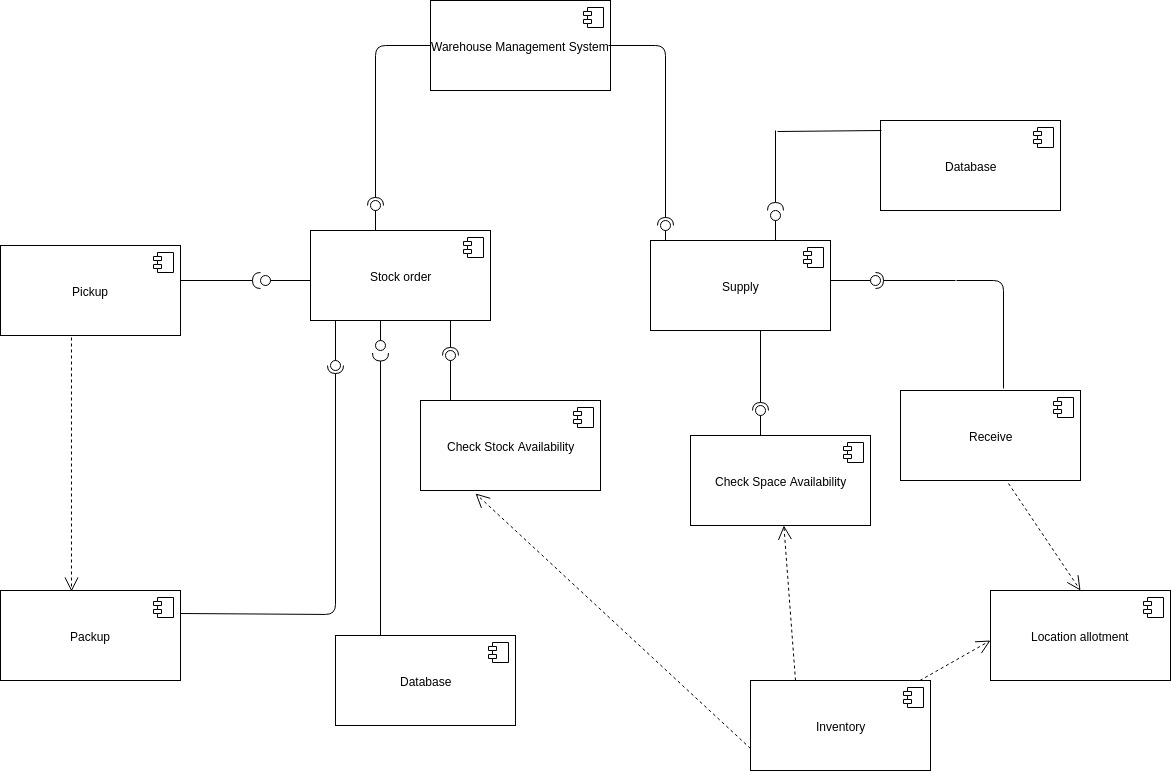 Warehouse Management System
Database
Pickup
Stock order
Supply
Check Stock Availability
Receive
Check Space Availability
Packup
Location allotment
Database
Inventory